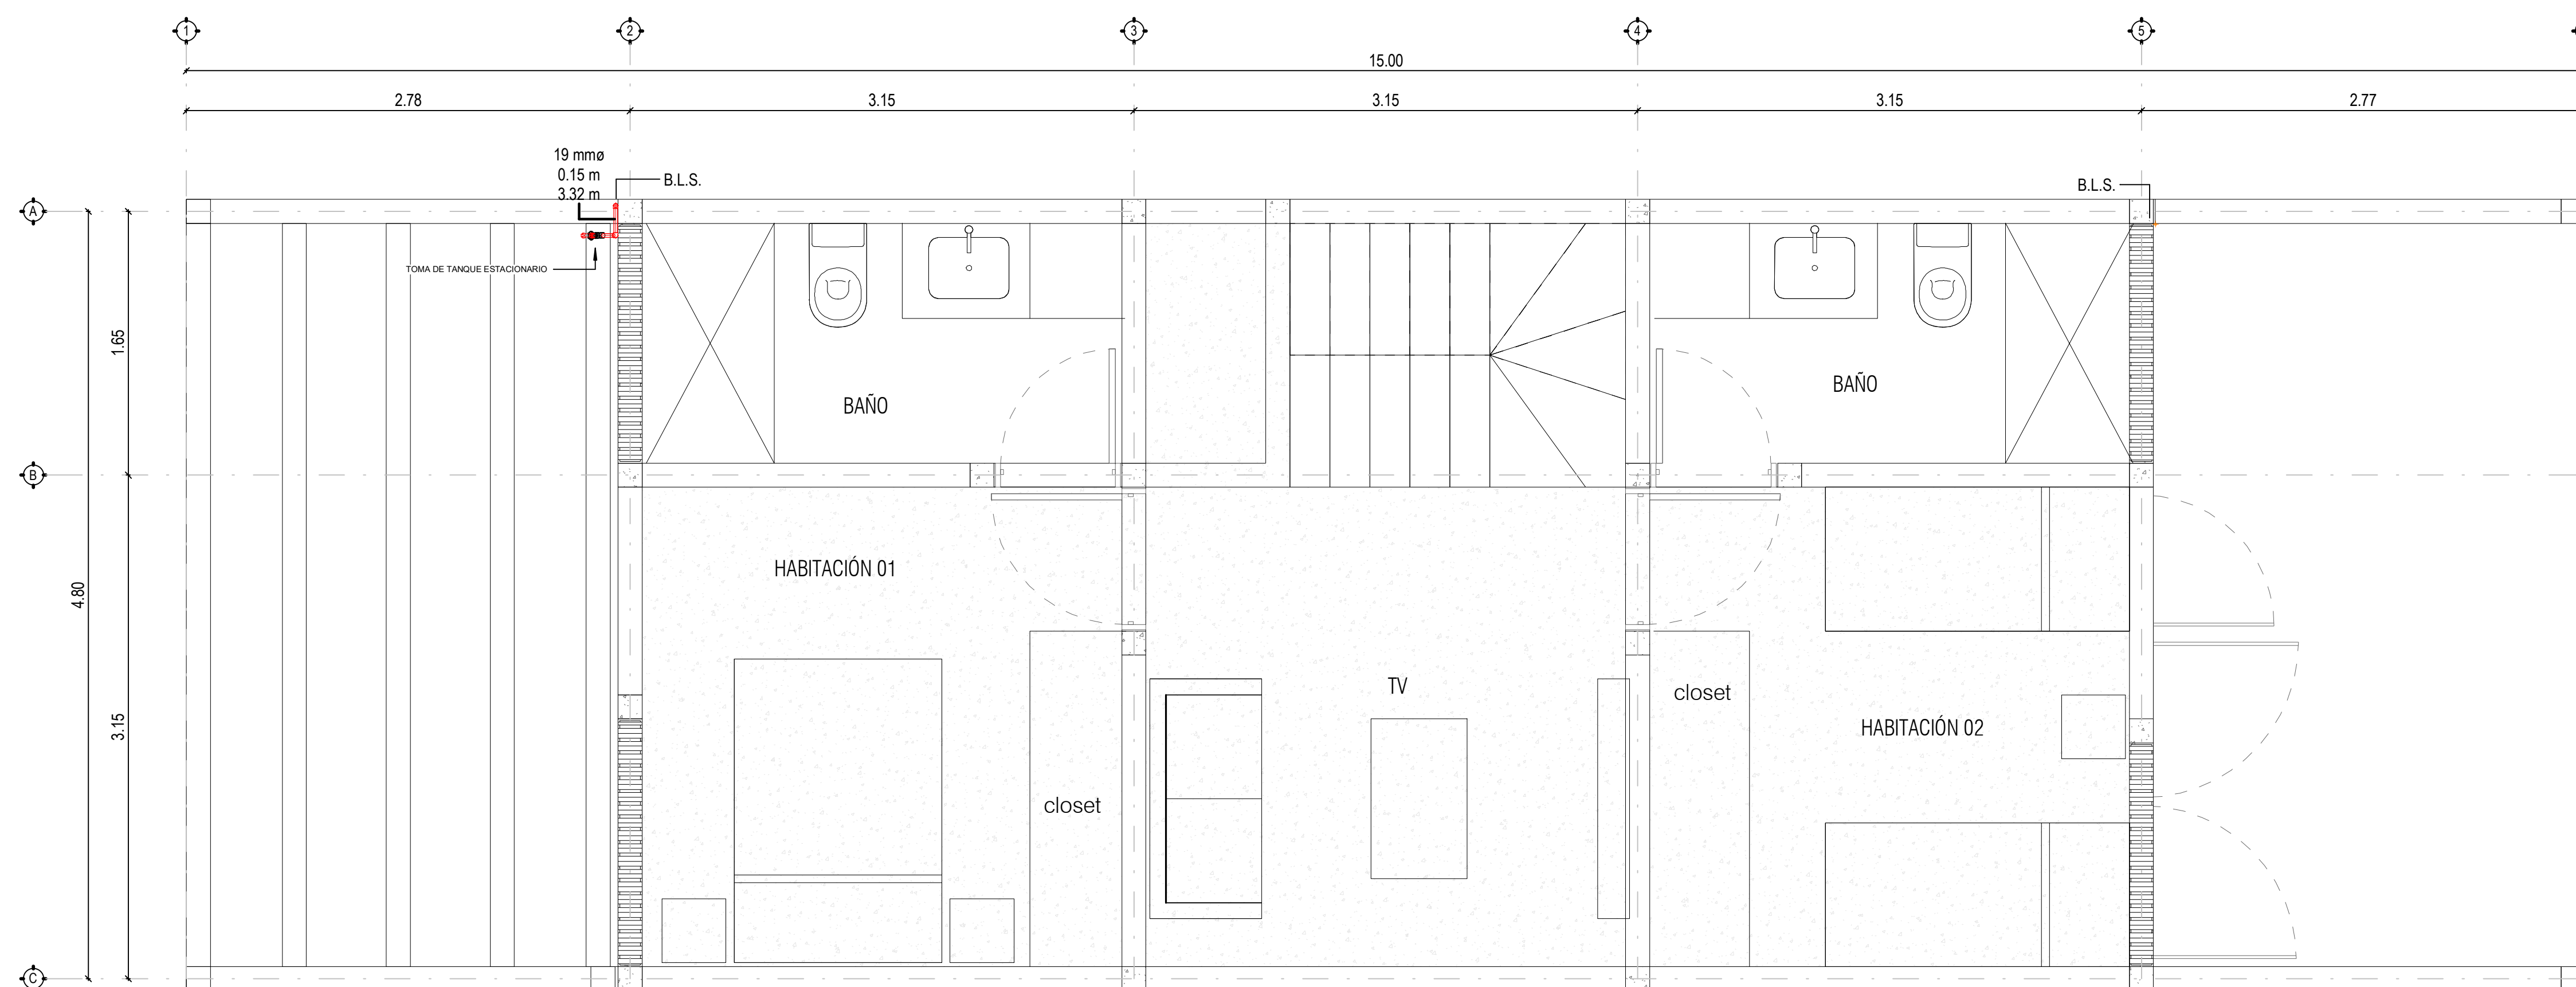 1
2
3
4
5
15.00
2.78
3.15
3.15
3.15
2.77
19 mmø
0.15 m
3.32 m
B.L.S.
B.L.S.
A
TOMA DE TANQUE ESTACIONARIO
1.65
BAÑO
BAÑO
B
HABITACIÓN 01
4.80
TV
closet
3.15
HABITACIÓN 02
closet
C